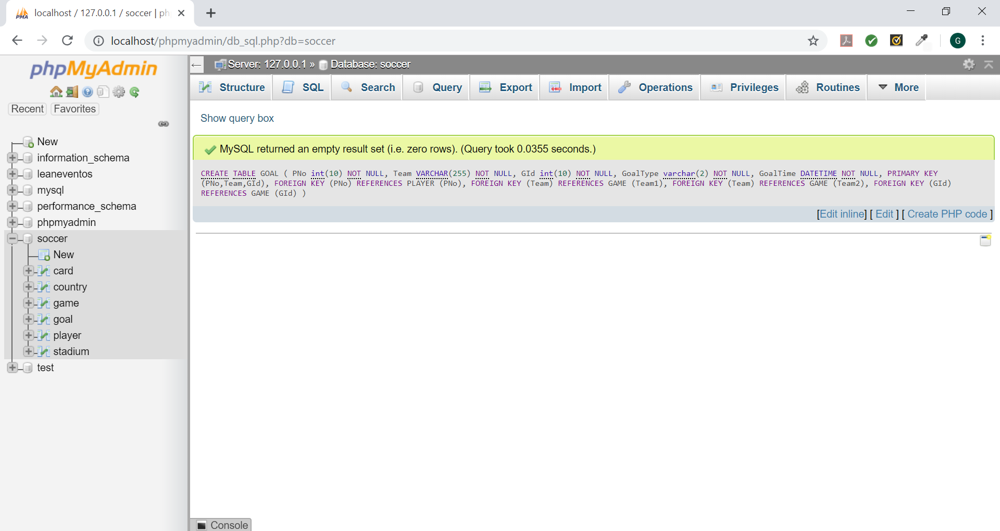 localhost / 127.0.0.1 / soccer | ph
localhost/phpmyadmin/db_sql.php?db=soccer
G
phpMyAdmin
Recent
Favorites
New
information_schema
leaneventos
mysql
performance_schema
phpmyadmin
soccer
New
card
country
game
goal
player
stadium
test
Server: 127.0.0.1 » Database: soccer
Structure
SQL
Search
Query
Export
Import
Operations
Privileges
Routines
More
Show query box
MySQL returned an empty result set (i.e. zero rows). (Query took 0.0355 seconds.)
CREATE TABLE GOAL ( PNo int(10) NOT NULL, Team VARCHAR(255) NOT NULL, GId int(10) NOT NULL, GoalType varchar(2) NOT NULL, GoalTime DATETIME NOT NULL, PRIMARY KEY
(PNo,Team,GId), FOREIGN KEY (PNo) REFERENCES PLAYER (PNo), FOREIGN KEY (Team) REFERENCES GAME (Team1), FOREIGN KEY (Team) REFERENCES GAME (Team2), FOREIGN KEY (GId)
REFERENCES GAME (GId) )
[Edit inline] [ Edit ] [ Create PHP code ]
Console